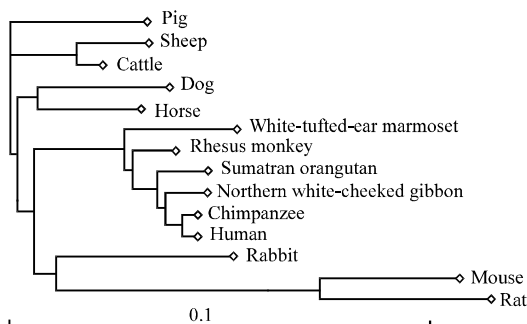 Pig
Sheep
Cattle
Dog
Horse
White-tufted-ear marmoset
Rhesus monkey
Sumatran orangutan
Northern white-cheeked gibbon
Chimpanzee
Human
Rabbit
Mouse
Rat
0.1